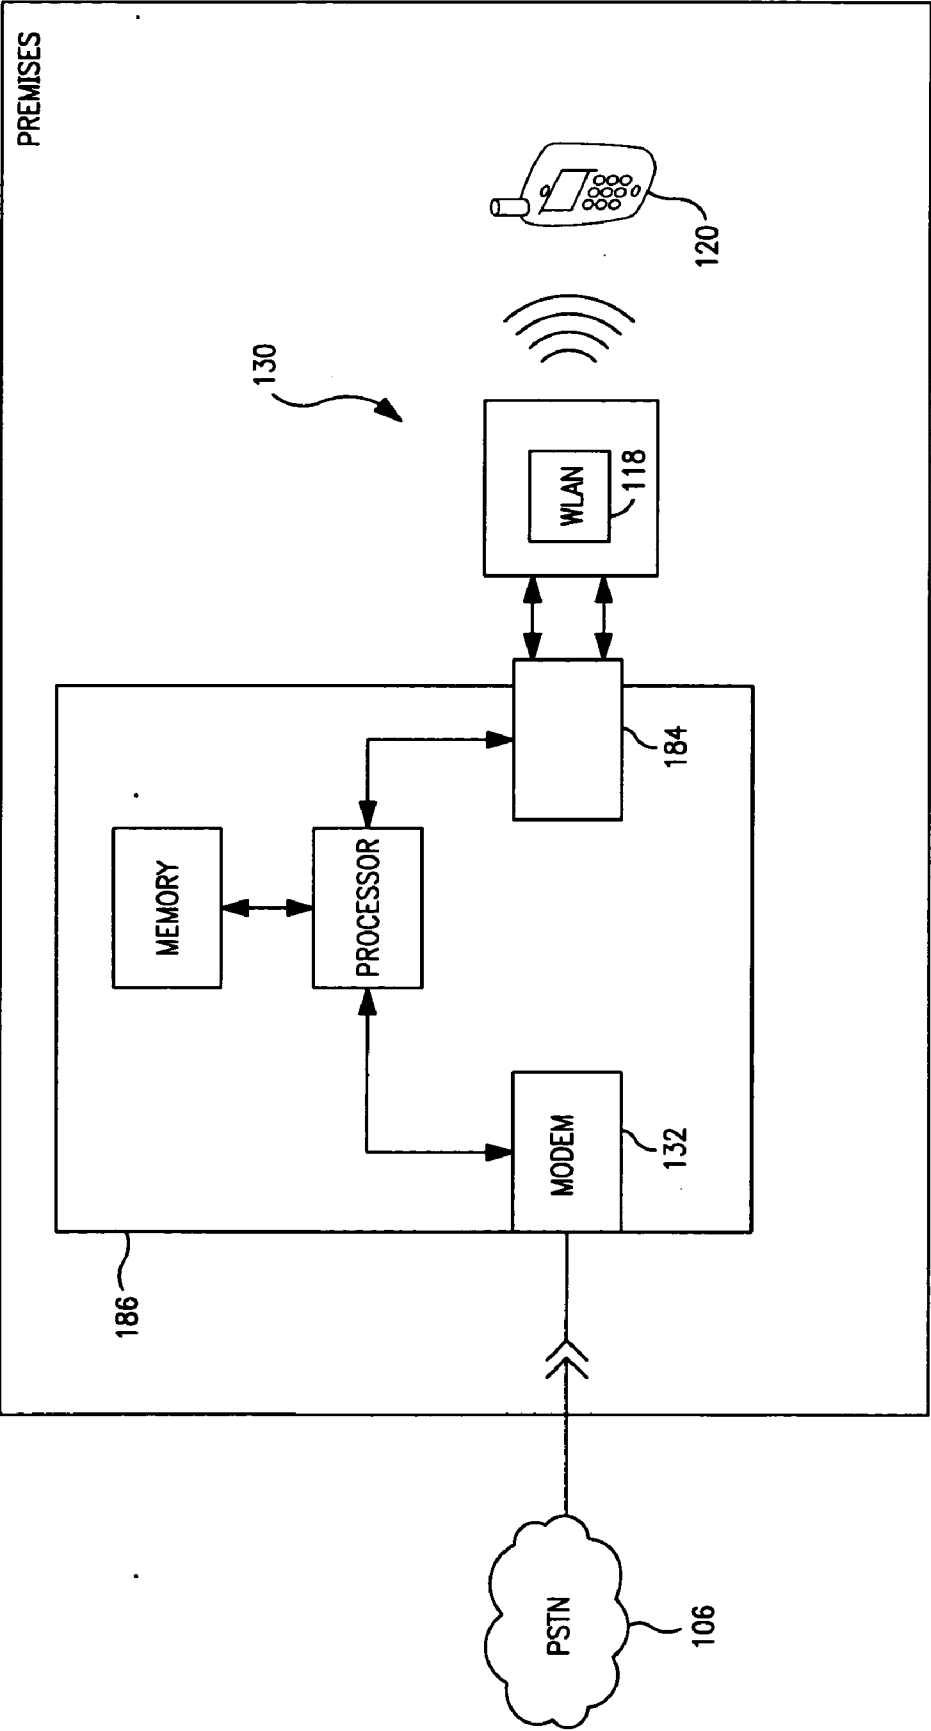 PREMISES
130
120
WLAN
118
MEMORY
PROCESSOR
184
MODEM
132
186
PSTN
106